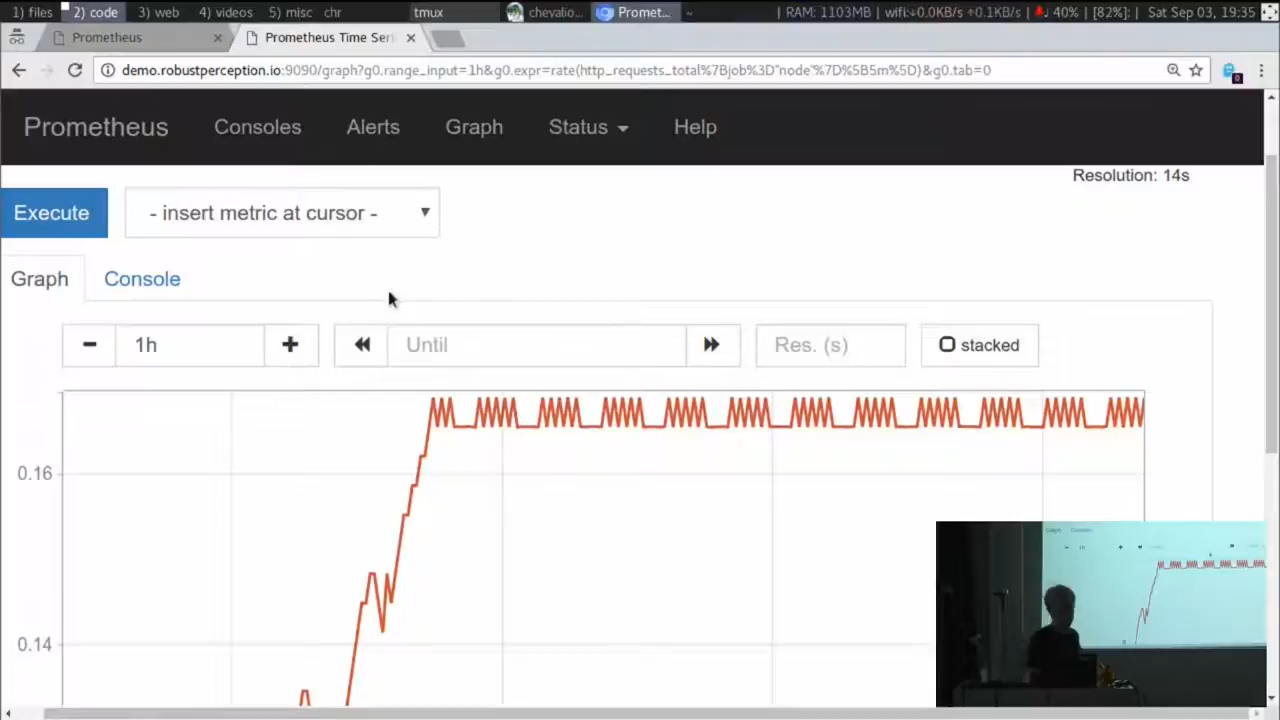 1) files 2) code 3) web 4) videos 5) misc chr tmux chevalio... Promet... | RAM: 1103MB | wifi:↓0.0KB/s ↑0.1KB/s | 40% | [82%]: | Sat Sep 03, 19:35
Prometheus × Prometheus Time Seri ×
demo.robustperception.io:9090/graph?g0.range_input=1h&g0.expr=rate(http_requests_total%7Bjob%3D"node"%7D%5B5m%5D)&g0.tab=0
0
Prometheus Consoles Alerts Graph Status Help
Resolution: 14s
Execute - insert metric at cursor -
Graph Console
1h Until Res. (s) stacked
0.16
0.14